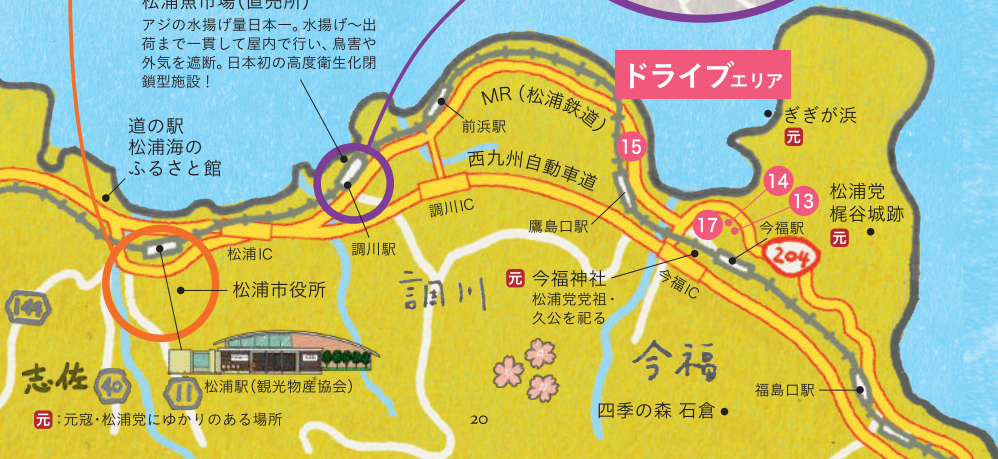 松浦魚市場(直売所)
アジの水揚げ量日本一。水揚げ〜出
荷まで一貫して屋内で行い、鳥害や
外気を遮断。日本初の高度衛生化閉
鎖型施設！
ドライブエリア
MR（松浦鉄道）
前浜駅
ぎぎが浜
元
道の駅
松浦海の
ふるさと館
15
西九州自動車道
14
13
松浦党
梶谷城跡
元
調川IC
鷹島口駅
17
今福駅
204
松浦IC
調川駅
松浦市役所
元 今福神社
松浦党党祖・
久公を祀る
今福IC
調川
144
志佐
40
11
松浦駅(観光物産協会)
今福
福島口駅
四季の森 石倉
元：元寇・松浦党にゆかりのある場所
20